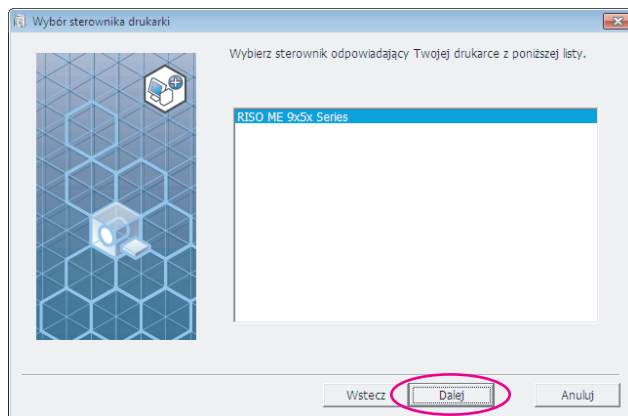 Wybór sterownika drukarki
Wybierz sterownik odpowiadający Twojej drukarce z poniższej listy.
RISO ME 9x5x Series
Wstecz
Dalej
Anuluj